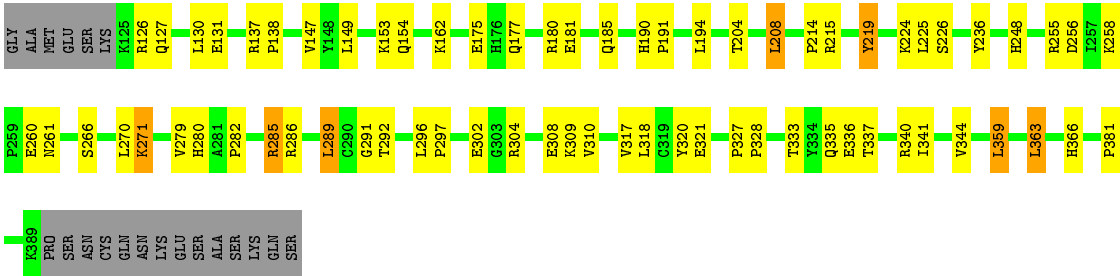 GLY ALA MET GLU SER LYS K125 R126 Q127 L130 E131 R137 P138 V147 Y148 L149 K153 Q154 K162 E175 H176 Q177 R180 E181 Q185 H190 P191 L194 T204 L208 P214 R215 Y219 K224 L225 S226 Y236 H248 R255 D256 I257 K258
P259 E260 N261 S266 L270 K271 V279 H280 A281 P282 R285 R286 L289 C290 G291 T292 L296 P297 E302 G303 R304 E308 K309 V310 V317 L318 C319 Y320 E321 P327 P328 T333 Y334 Q335 E336 T337 R340 I341 V344 L359 L363 H366 P381
K389 PRO SER ASN CYS GLN ASN LYS GLU SER ALA SER LYS GLN SER